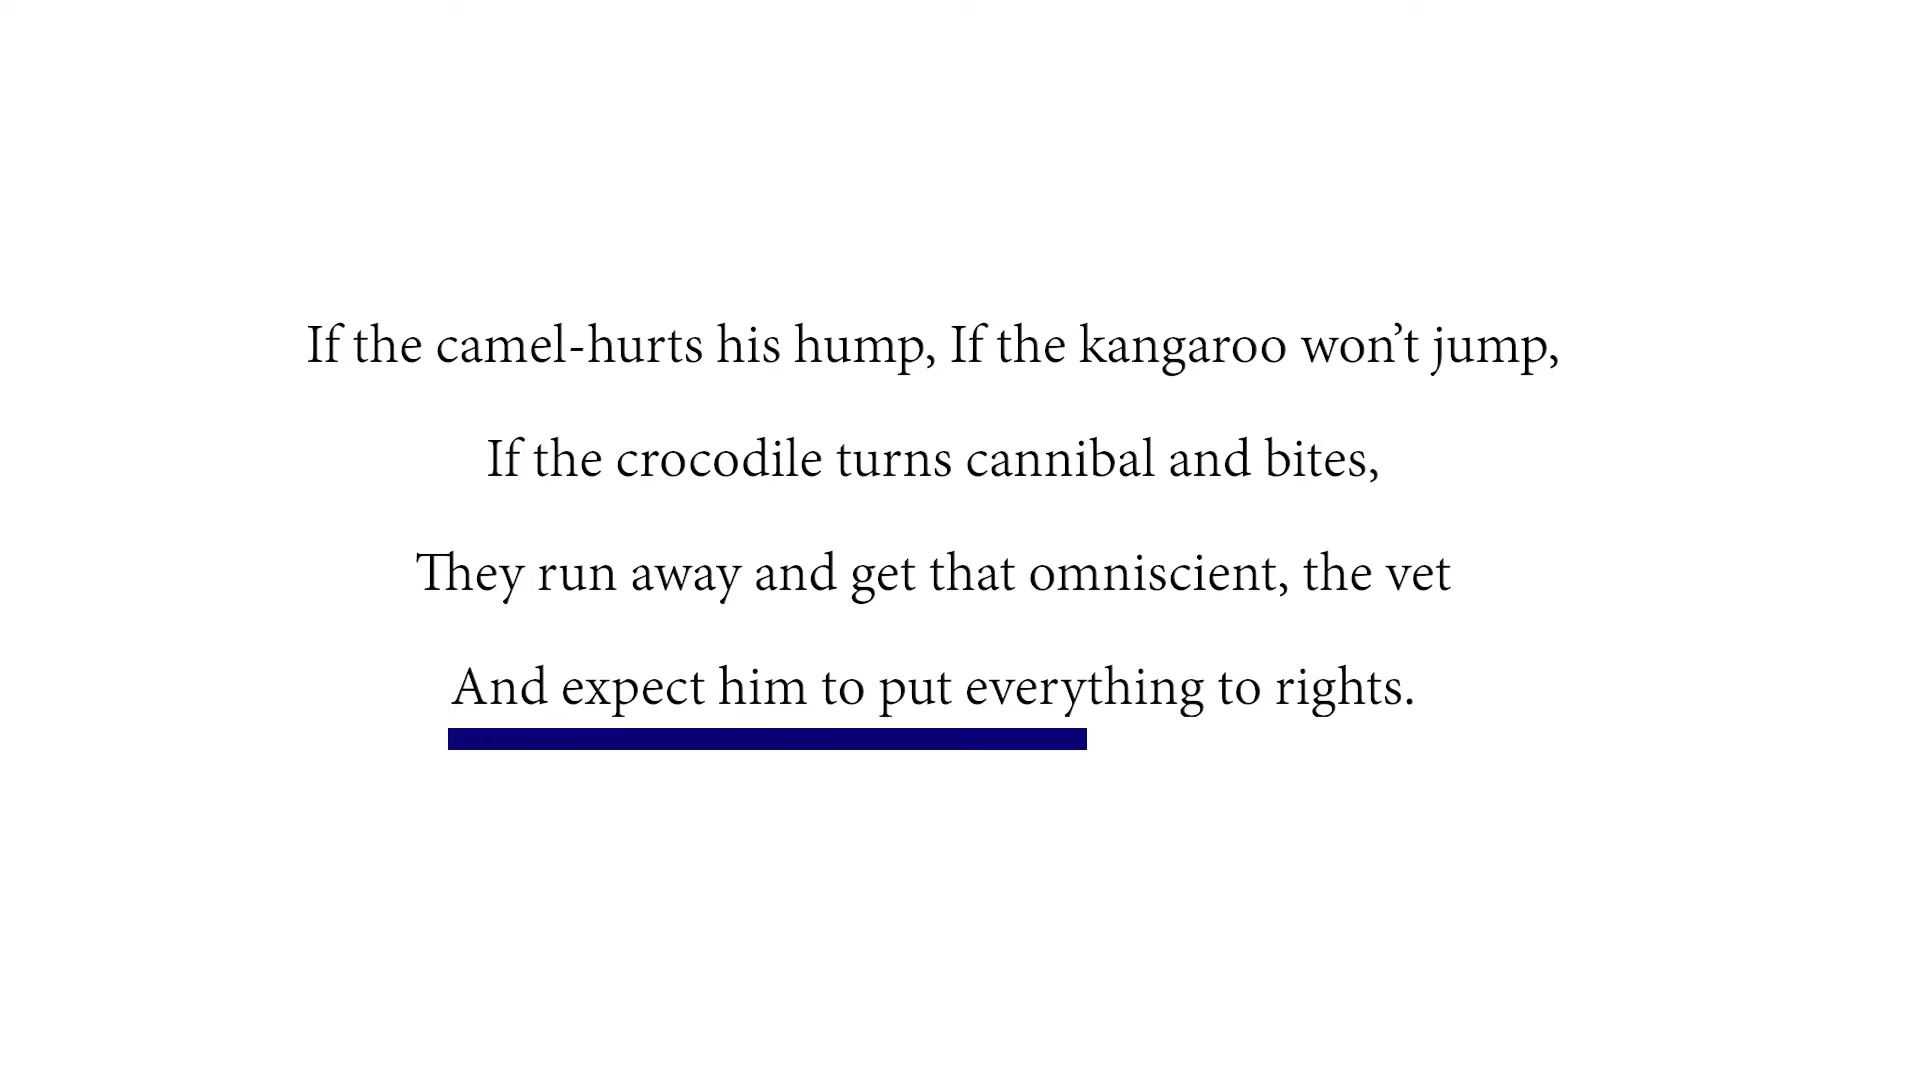 If the camel-hurts his hump, If the kangaroo won’t jump,
If the crocodile turns cannibal and bites,
They run away and get that omniscient, the vet
And expect him to put everything to rights.